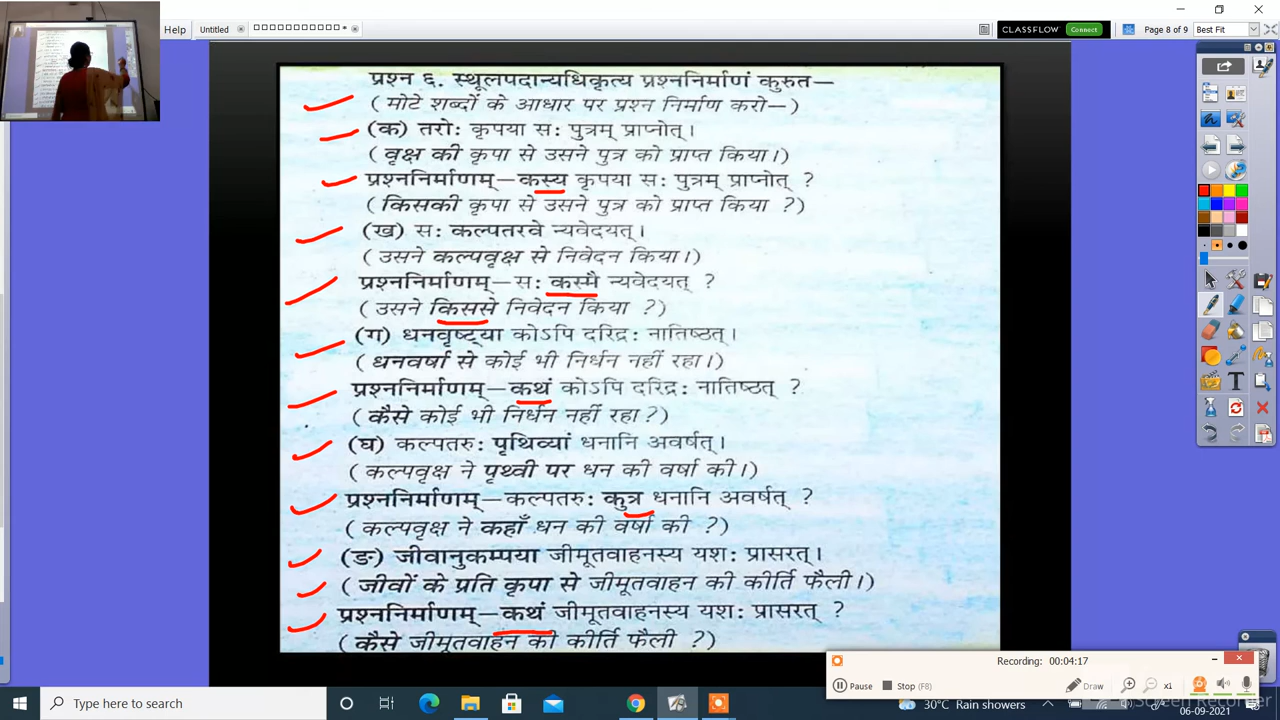 Help
Untitled
CLASSFLOW Connect
Page 8 of 9
Best Fit
प्रश्न ६. स्थूलपदान्यधिकृत्य प्रश्ननिर्माणं कुरुत—
(मोटे शब्दों के आधार पर प्रश्न निर्माण करो—)
(क) तरोः कृपया सः पुत्रम् प्राप्नोत्।
(वृक्ष की कृपा से उसने पुत्र को प्राप्त किया।)
प्रश्ननिर्माणम्—कस्य कृपया सः पुत्रम् प्राप्नोत् ?
(किसकी कृपा से उसने पुत्र को प्राप्त किया ?)
(ख) सः कल्पतरवे न्यवेदयत्।
(उसने कल्पवृक्ष से निवेदन किया।)
प्रश्ननिर्माणम्—सः कस्मै न्यवेदयत् ?
(उसने किससे निवेदन किया ?)
(ग) धनवृष्ट्या कोऽपि दरिद्रः नातिष्ठत्।
(धनवर्षा से कोई भी निर्धन नहीं रहा।)
प्रश्ननिर्माणम्—कथं कोऽपि दरिद्रः नातिष्ठत् ?
(कैसे कोई भी निर्धन नहीं रहा ?)
(घ) कल्पतरुः पृथिव्यां धनानि अवर्षत्।
(कल्पवृक्ष ने पृथ्वी पर धन की वर्षा की।)
प्रश्ननिर्माणम्—कल्पतरुः कुत्र धनानि अवर्षत् ?
(कल्पवृक्ष ने कहाँ धन की वर्षा की ?)
(ङ) जीवानुकम्पया जीमूतवाहनस्य यशः प्रासरत्।
(जीवों के प्रति कृपा से जीमूतवाहन की कीर्ति फैली।)
प्रश्ननिर्माणम्—कथं जीमूतवाहनस्य यशः प्रासरत् ?
(कैसे जीमूतवाहन की कीर्ति फैली ?)
Recording: 00:04:17
Pause
Stop (F8)
Draw
x1
Type here to search
30°C Rain showers
06-09-2021